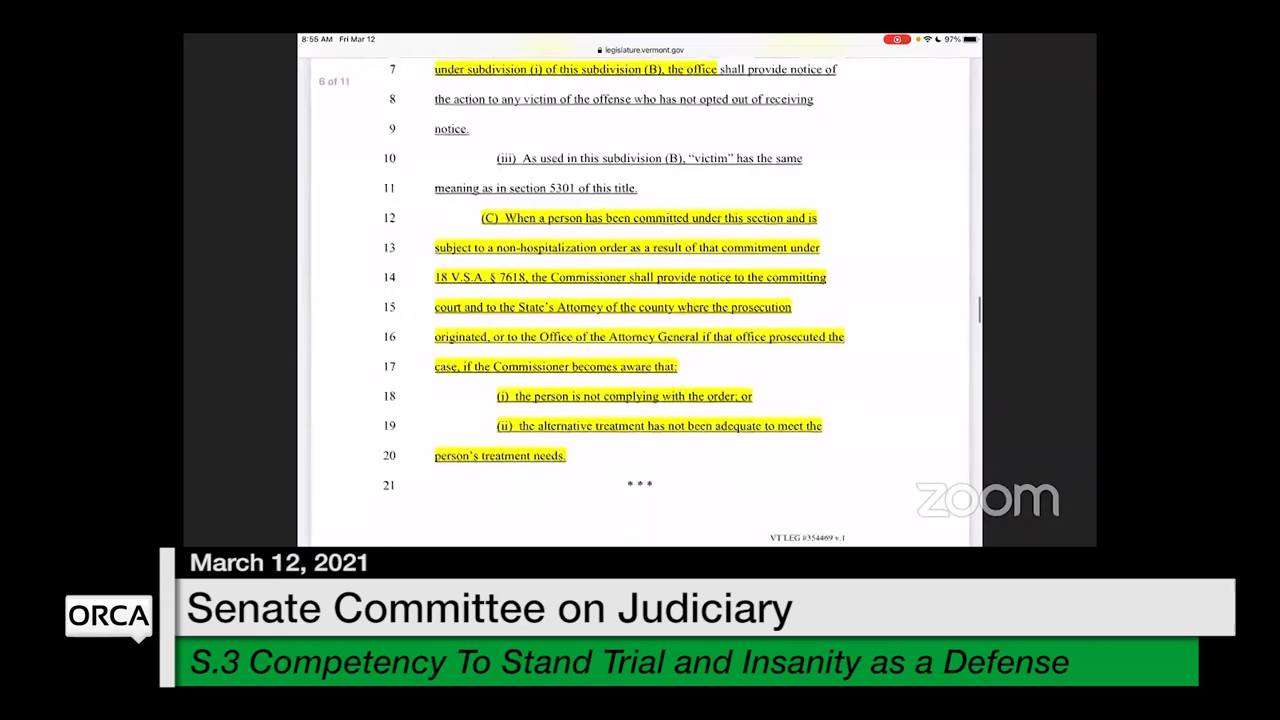 8:55 AM Fri Mar 12
97%
legislature.vermont.gov
6 of 11
7 under subdivision (i) of this subdivision (B), the office shall provide notice of
8 the action to any victim of the offense who has not opted out of receiving
9 notice.
10 (iii) As used in this subdivision (B), “victim” has the same
11 meaning as in section 5301 of this title.
12 (C) When a person has been committed under this section and is
13 subject to a non-hospitalization order as a result of that commitment under
14 18 V.S.A. § 7618, the Commissioner shall provide notice to the committing
15 court and to the State’s Attorney of the county where the prosecution
16 originated, or to the Office of the Attorney General if that office prosecuted the
17 case, if the Commissioner becomes aware that:
18 (i) the person is not complying with the order; or
19 (ii) the alternative treatment has not been adequate to meet the
20 person’s treatment needs.
21 * * *
VT LEG #354469 v.1
zoom
March 12, 2021
ORCA
Senate Committee on Judiciary
S.3 Competency To Stand Trial and Insanity as a Defense